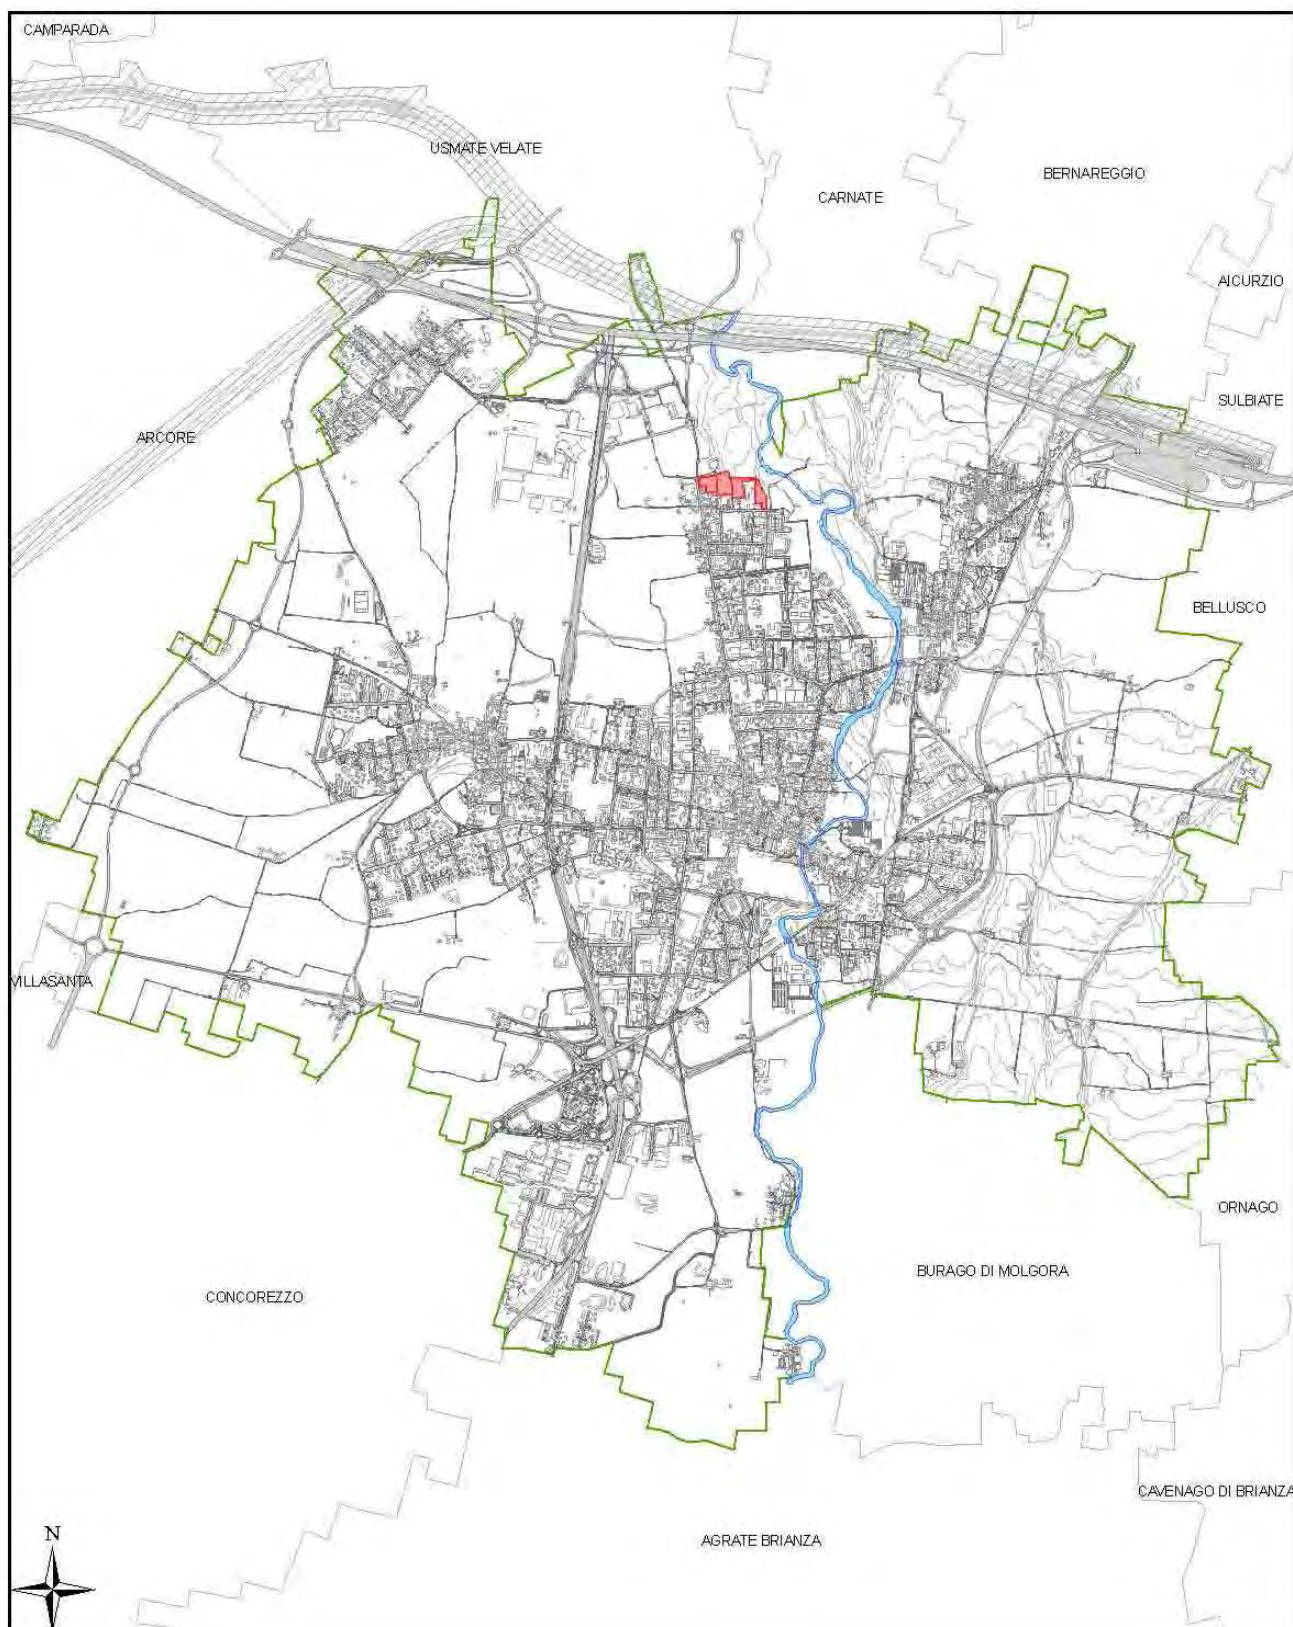 CAMPARADA
USMATE VELATE
BERNAREGGIO
CARNATE
AICURZIO
SULBIATE
ARCORE
BELLUSCO
VILLASANTA
ORNAGO
BURAGO DI MOLGORA
CONCOREZZO
CAVENAGO DI BRIANZA
N
AGRATE BRIANZA